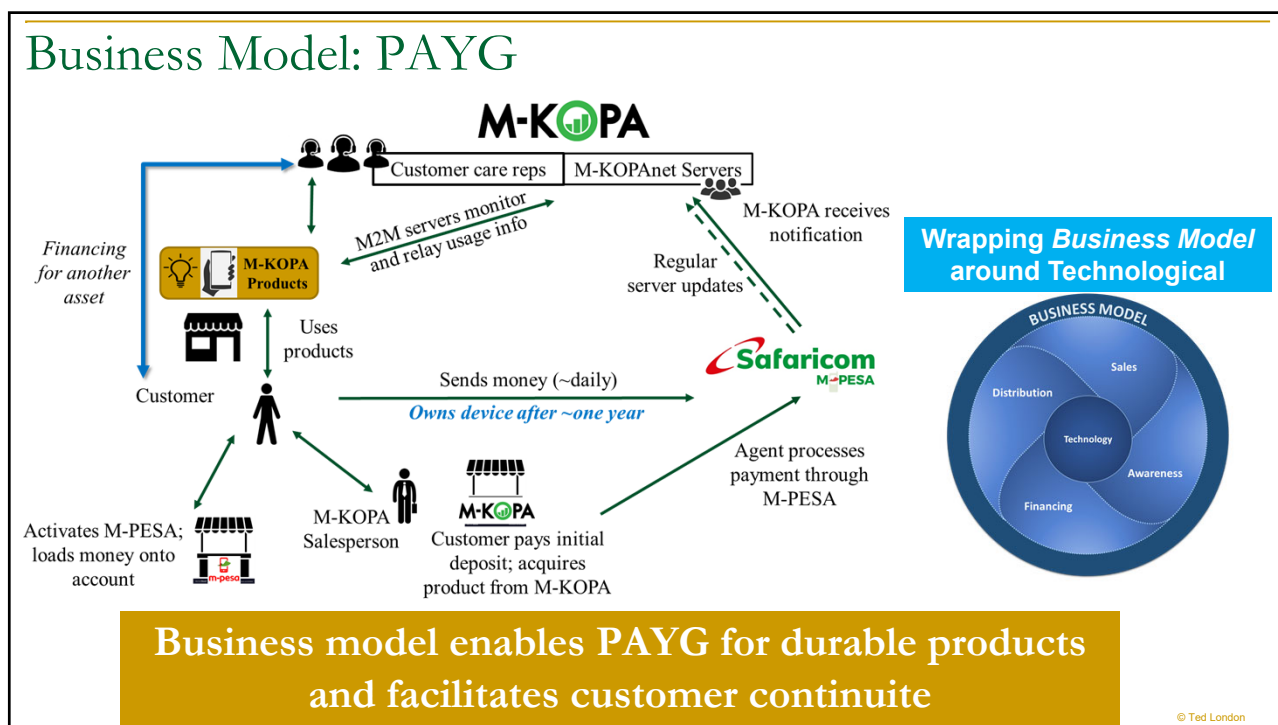 Business Model: PAYG
M-KOPA
Customer care reps
M-KOPAnet Servers
M2M servers monitor
and relay usage info
M-KOPA receives
notification
Regular
server updates
Financing
for another
asset
M-KOPA
Products
Uses
products
Customer
Sends money (~daily)
Owns device after ~one year
Safaricom
M-PESA
Agent processes
payment through
M-PESA
Activates M-PESA;
loads money onto
account
m-pesa
M-KOPA
Salesperson
M-KOPA
Customer pays initial
deposit; acquires
product from M-KOPA
Wrapping Business Model
around Technological
BUSINESS MODEL
Sales
Distribution
Technology
Awareness
Financing
Business model enables PAYG for durable products
and facilitates customer continuite
© Ted London